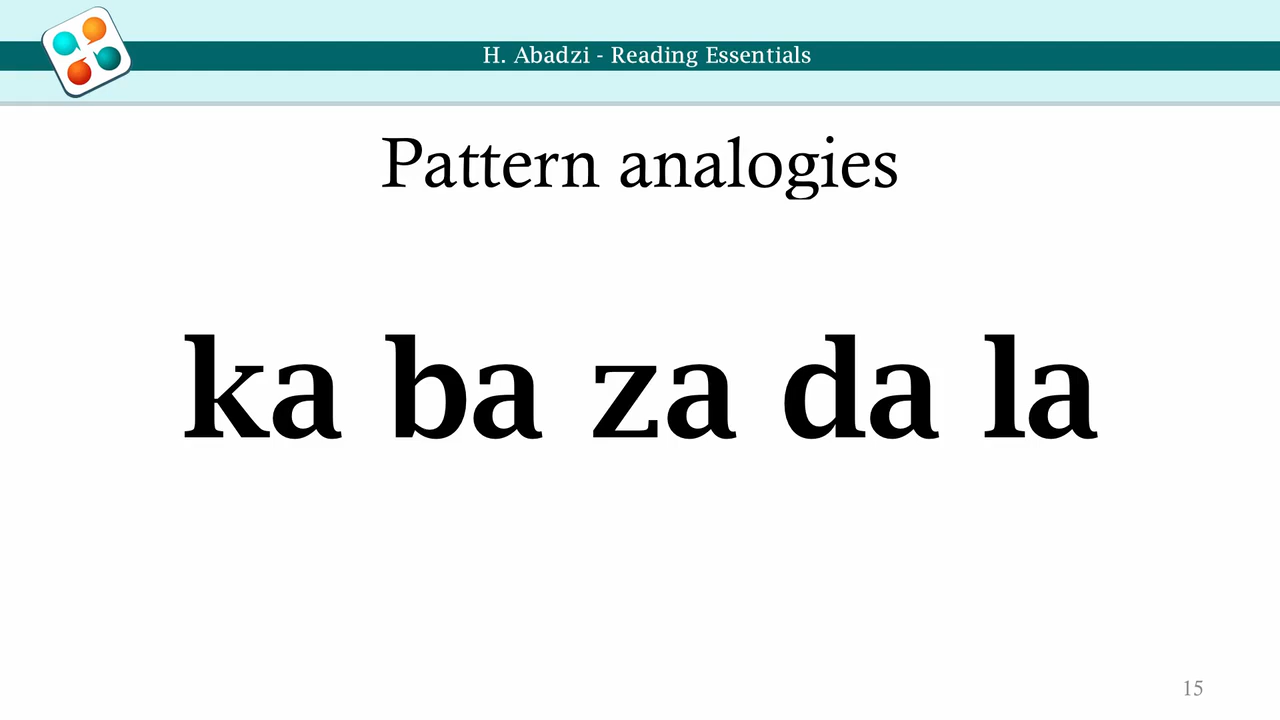 H. Abadzi - Reading Essentials
Pattern analogies
ka ba za da la
15